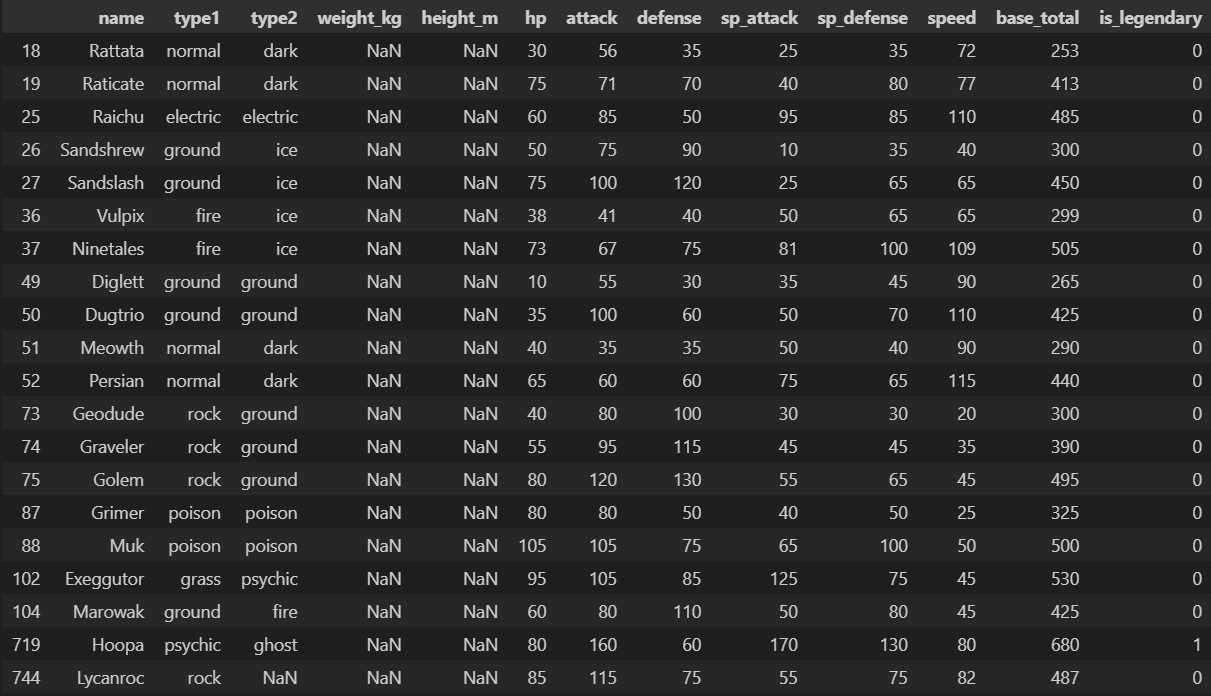 name type1 type2 weight_kg height_m hp attack defense sp_attack sp_defense speed base_total is_legendary
18 Rattata normal dark NaN NaN 30 56 35 25 35 72 253 0
19 Raticate normal dark NaN NaN 75 71 70 40 80 77 413 0
25 Raichu electric electric NaN NaN 60 85 50 95 85 110 485 0
26 Sandshrew ground ice NaN NaN 50 75 90 10 35 40 300 0
27 Sandslash ground ice NaN NaN 75 100 120 25 65 65 450 0
36 Vulpix fire ice NaN NaN 38 41 40 50 65 65 299 0
37 Ninetales fire ice NaN NaN 73 67 75 81 100 109 505 0
49 Diglett ground ground NaN NaN 10 55 30 35 45 90 265 0
50 Dugtrio ground ground NaN NaN 35 100 60 50 70 110 425 0
51 Meowth normal dark NaN NaN 40 35 35 50 40 90 290 0
52 Persian normal dark NaN NaN 65 60 60 75 65 115 440 0
73 Geodude rock ground NaN NaN 40 80 100 30 30 20 300 0
74 Graveler rock ground NaN NaN 55 95 115 45 45 35 390 0
75 Golem rock ground NaN NaN 80 120 130 55 65 45 495 0
87 Grimer poison poison NaN NaN 80 80 50 40 50 25 325 0
88 Muk poison poison NaN NaN 105 105 75 65 100 50 500 0
102 Exeggutor grass psychic NaN NaN 95 105 85 125 75 45 530 0
104 Marowak ground fire NaN NaN 60 80 110 50 80 45 425 0
719 Hoopa psychic ghost NaN NaN 80 160 60 170 130 80 680 1
744 Lycanroc rock NaN NaN NaN 85 115 75 55 75 82 487 0